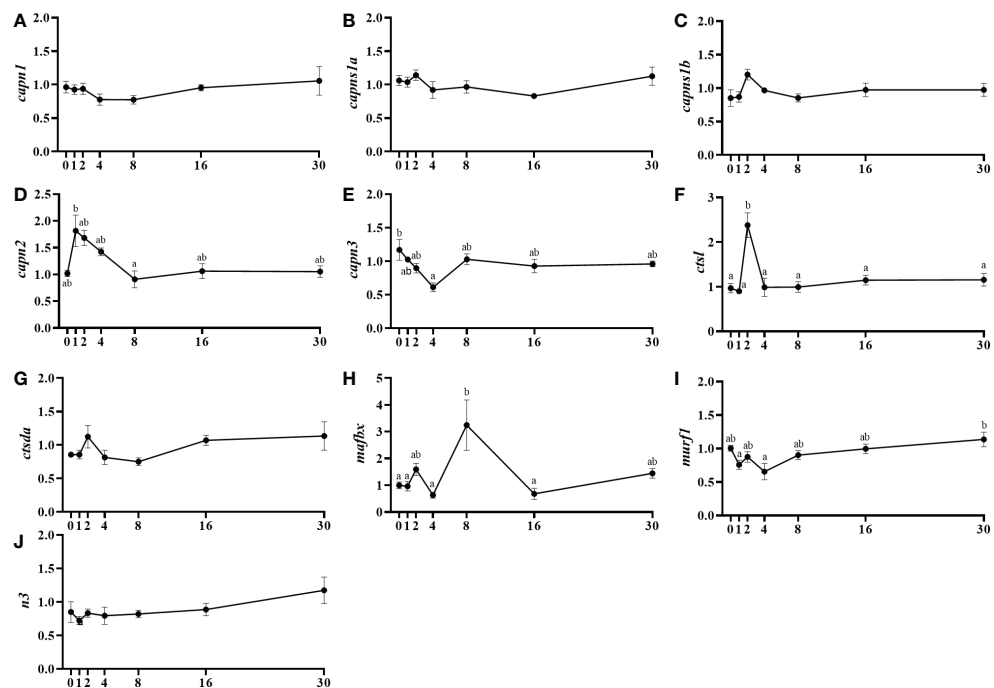 A
capn1
2.0
1.5
1.0
0.5
0.0
0 1 2 4 8 16 30
B
capns1a
2.0
1.5
1.0
0.5
0.0
0 1 2 4 8 16 30
C
capns1b
2.0
1.5
1.0
0.5
0.0
0 1 2 4 8 16 30
D
capn2
2.5
2.0
1.5
1.0
0.5
0.0
ab b ab ab a ab ab
0 1 2 4 8 16 30
E
capn3
2.0
1.5
1.0
0.5
0.0
b ab ab a ab ab ab
0 1 2 4 8 16 30
F
ctsl
3
2
1
0
a a b a a a a
0 1 2 4 8 16 30
G
ctsda
2.0
1.5
1.0
0.5
0.0
0 1 2 4 8 16 30
H
mafbx
5
4
3
2
1
0
a a ab a b a ab
0 1 2 4 8 16 30
I
murf1
2.0
1.5
1.0
0.5
0.0
ab a ab a ab ab b
0 1 2 4 8 16 30
J
n3
2.0
1.5
1.0
0.5
0.0
0 1 2 4 8 16 30